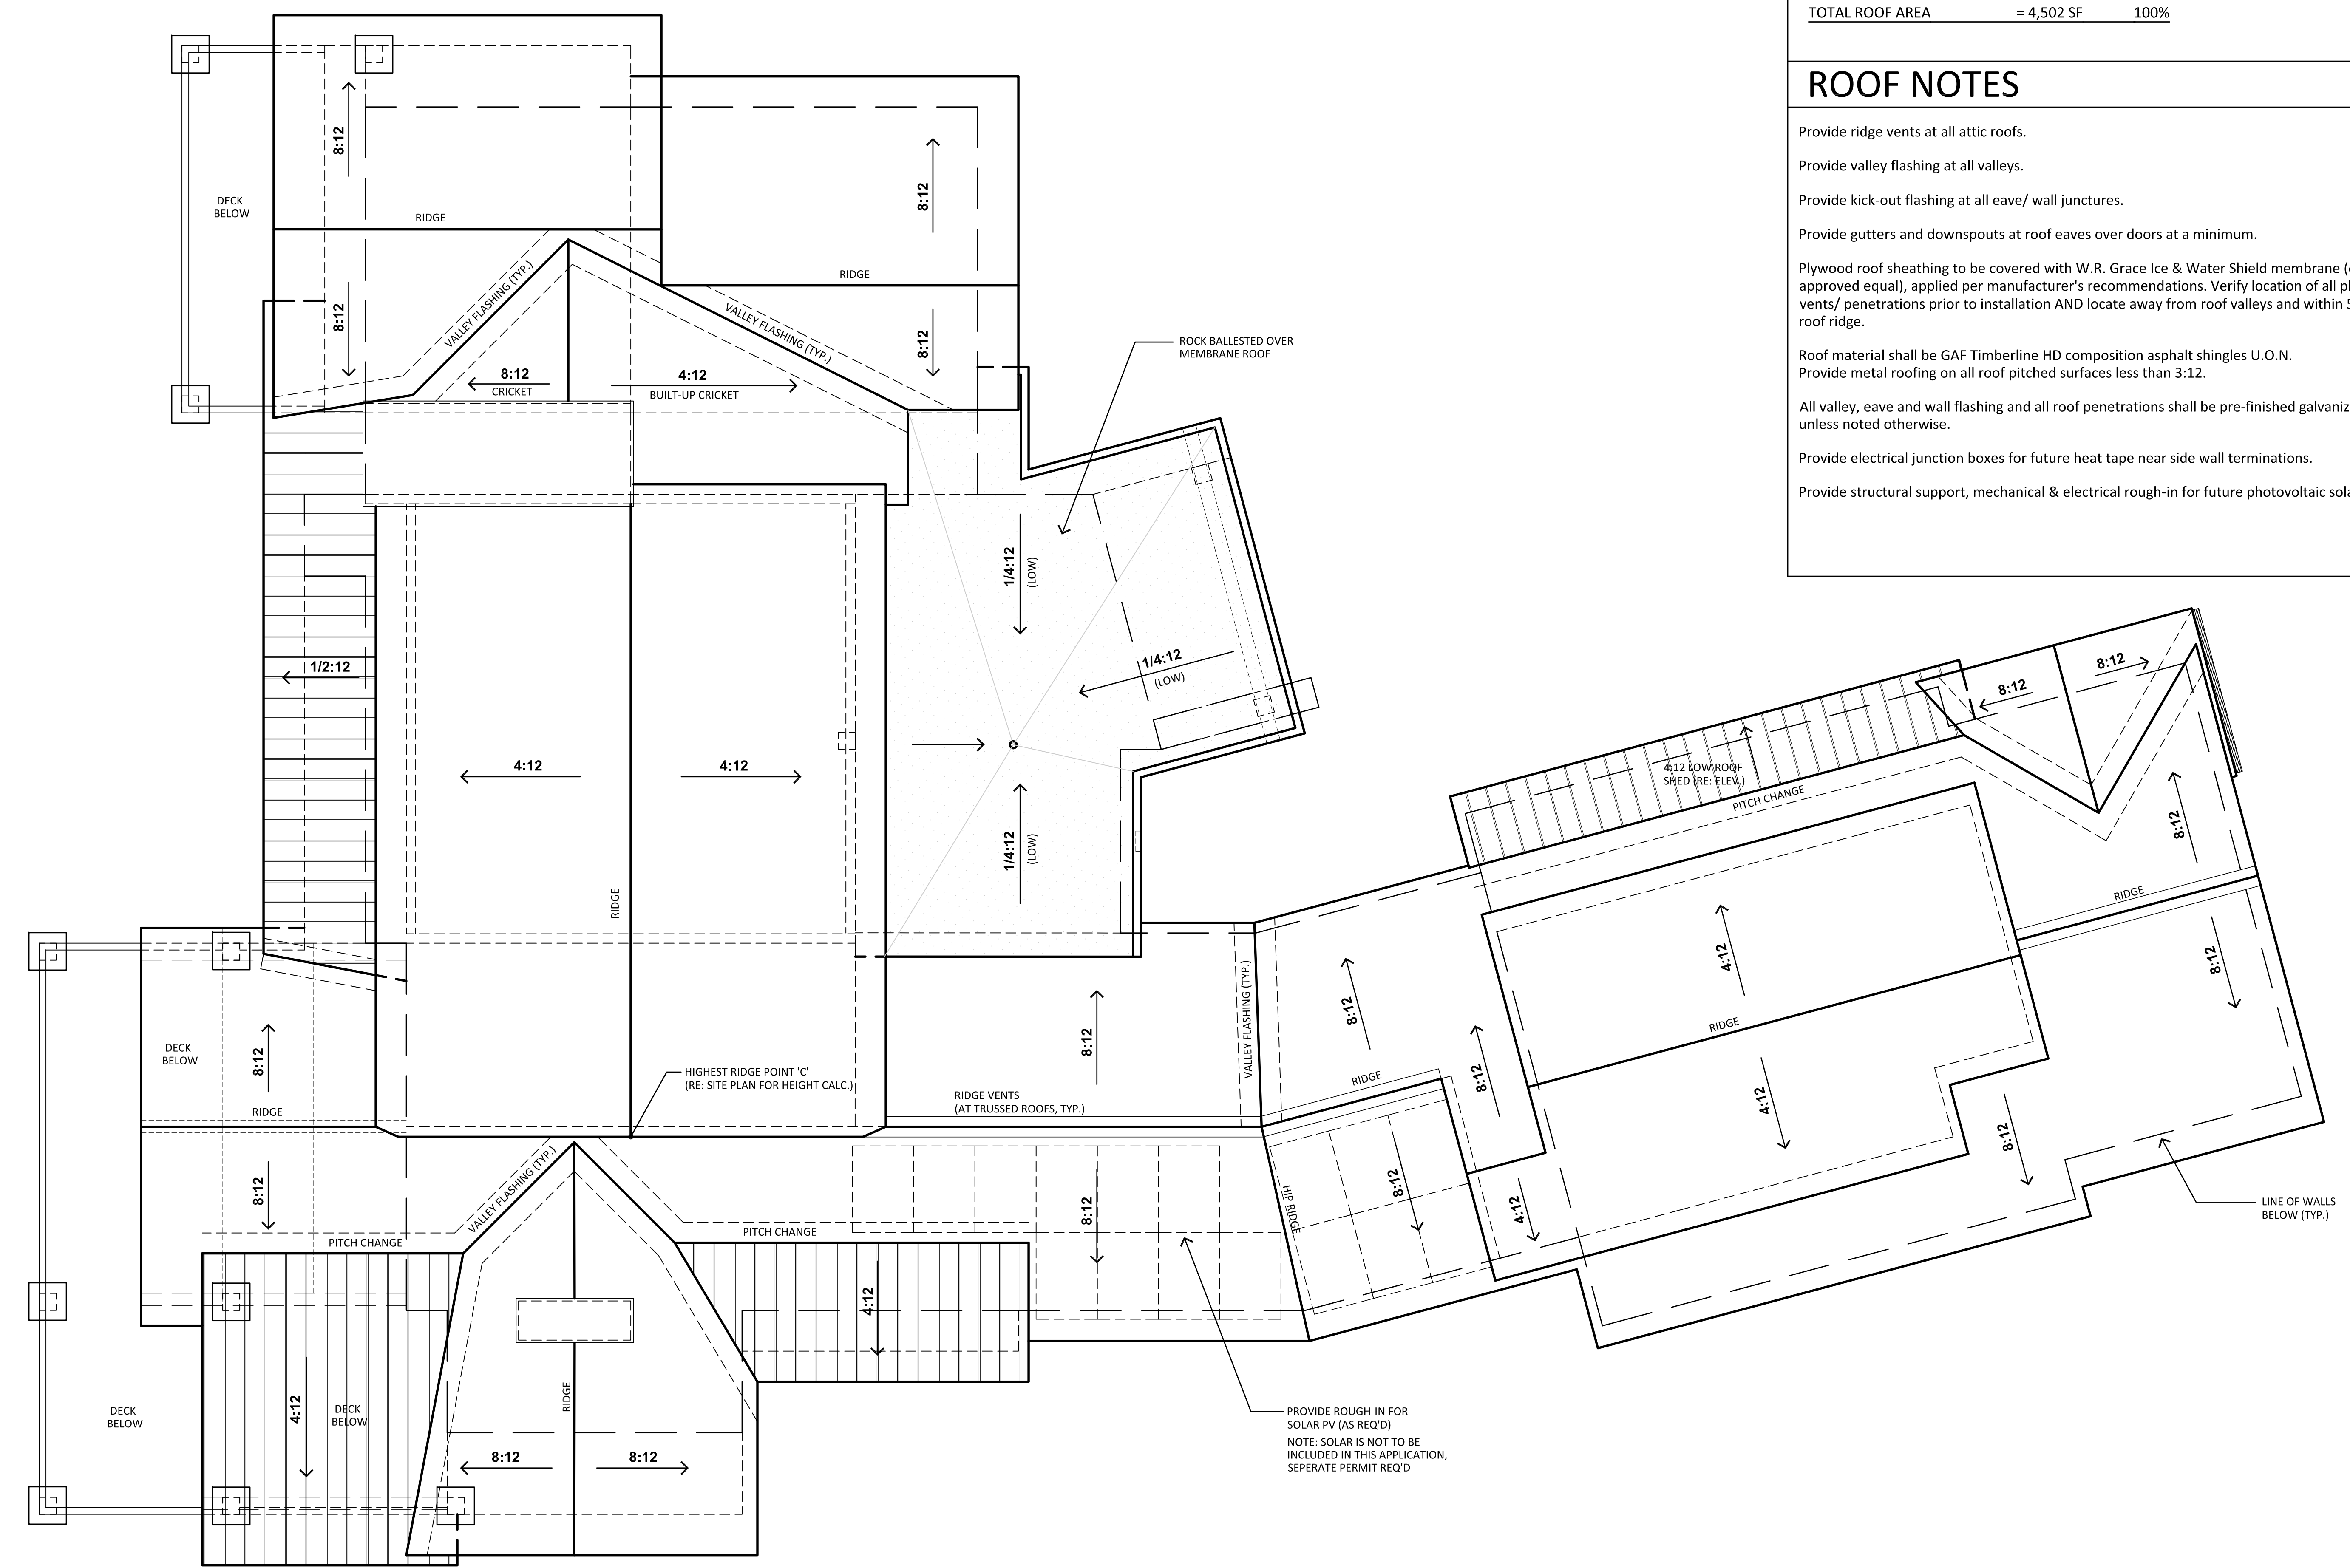 TOTAL ROOF AREA = 4,502 SF 100%
ROOF NOTES
Provide ridge vents at all attic roofs.
Provide valley flashing at all valleys.
Provide kick-out flashing at all eave/ wall junctures.
Provide gutters and downspouts at roof eaves over doors at a minimum.
Plywood roof sheathing to be covered with W.R. Grace Ice & Water Shield membrane (
approved equal), applied per manufacturer's recommendations. Verify location of all
vents/ penetrations prior to installation AND locate away from roof valleys and within
roof ridge.
Roof material shall be GAF Timberline HD composition asphalt shingles U.O.N.
Provide metal roofing on all roof pitched surfaces less than 3:12.
All valley, eave and wall flashing and all roof penetrations shall be pre-finished galvaniz
unless noted otherwise.
Provide electrical junction boxes for future heat tape near side wall terminations.
Provide structural support, mechanical & electrical rough-in for future photovoltaic sola
8:12
8:12
DECK
BELOW
RIDGE
RIDGE
8:12
8:12
VALLEY FLASHING (TYP.)
VALLEY FLASHING (TYP.)
8:12
CRICKET
4:12
BUILT-UP CRICKET
ROCK BALLESTED OVER
MEMBRANE ROOF
1/4:12
(LOW)
1/4:12
(LOW)
1/2:12
4:12
4:12
1/4:12
(LOW)
RIDGE
8:12
8:12
4:12 LOW ROOF
SHED (RE: ELEV.)
PITCH CHANGE
8:12
RIDGE
4:12
8:12
8:12
VALLEY FLASHING (TYP.)
RIDGE
DECK
BELOW
8:12
8:12
HIGHEST RIDGE POINT 'C'
(RE: SITE PLAN FOR HEIGHT CALC.)
RIDGE VENTS
(AT TRUSSED ROOFS, TYP.)
RIDGE
8:12
4:12
RIDGE
8:12
8:12
VALLEY FLASHING (TYP.)
8:12
HIP RIDGE
8:12
4:12
LINE OF WALLS
BELOW (TYP.)
PITCH CHANGE
PITCH CHANGE
4:12
4:12
DECK
BELOW
DECK
BELOW
RIDGE
8:12
8:12
PROVIDE ROUGH-IN FOR
SOLAR PV (AS REQ'D)
NOTE: SOLAR IS NOT TO BE
INCLUDED IN THIS APPLICATION,
SEPERATE PERMIT REQ'D